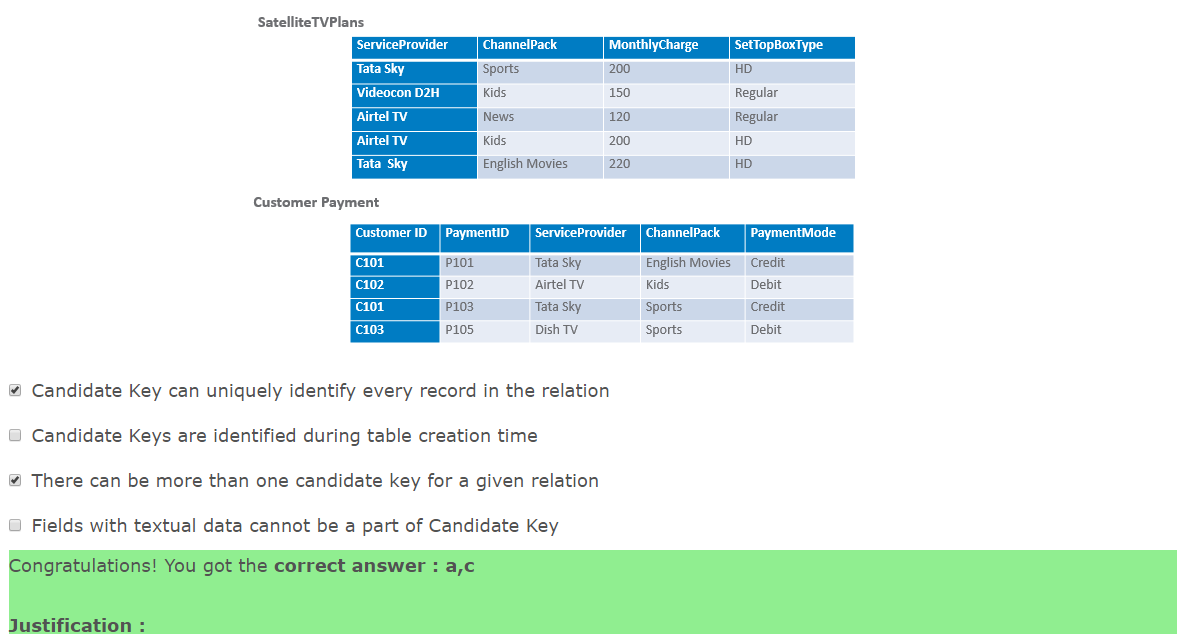 SatelliteTVPlans
ServiceProvider ChannelPack MonthlyCharge SetTopBoxType
Tata Sky Sports 200 HD
Videocon D2H Kids 150 Regular
Airtel TV News 120 Regular
Airtel TV Kids 200 HD
Tata Sky English Movies 220 HD
Customer Payment
Customer ID PaymentID ServiceProvider ChannelPack PaymentMode
C101 P101 Tata Sky English Movies Credit
C102 P102 Airtel TV Kids Debit
C101 P103 Tata Sky Sports Credit
C103 P105 Dish TV Sports Debit
Candidate Key can uniquely identify every record in the relation
Candidate Keys are identified during table creation time
There can be more than one candidate key for a given relation
Fields with textual data cannot be a part of Candidate Key
Congratulations! You got the correct answer : a,c
Justification :